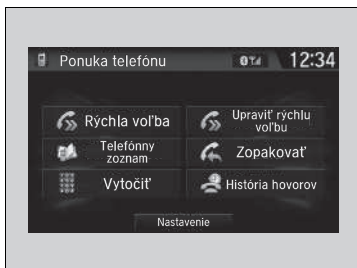 Ponuka telefónu
12:34
Rýchla voľba
Upraviť rýchlu
voľbu
Telefónny
zoznam
Zopakovať
Vytočiť
História hovorov
Nastavenie